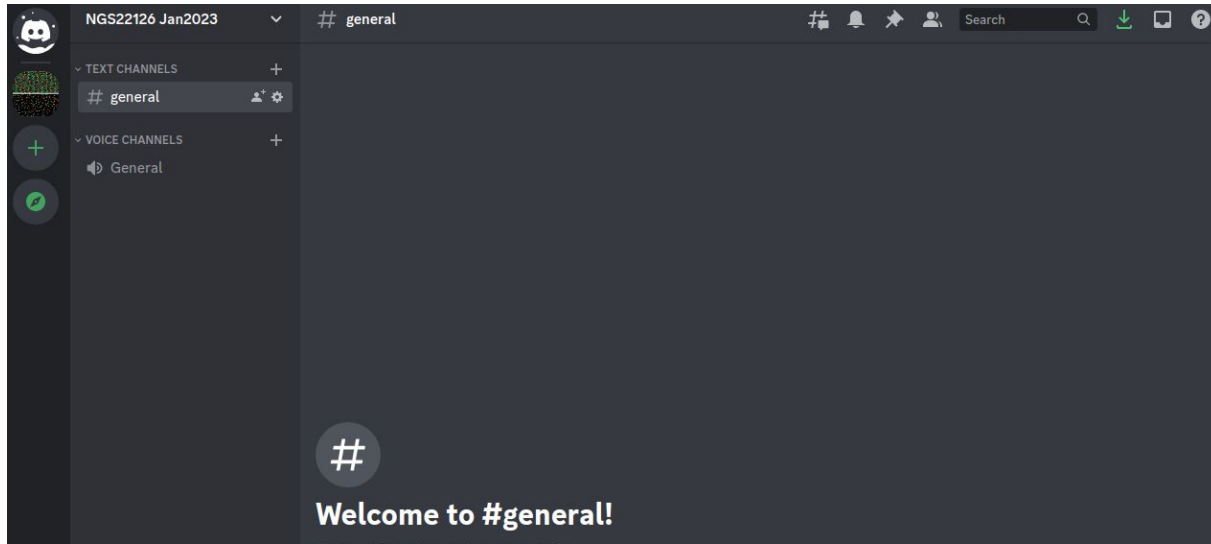 NGS22126 Jan2023
TEXT CHANNELS
general
VOICE CHANNELS
General
# general
Search
Welcome to #general!